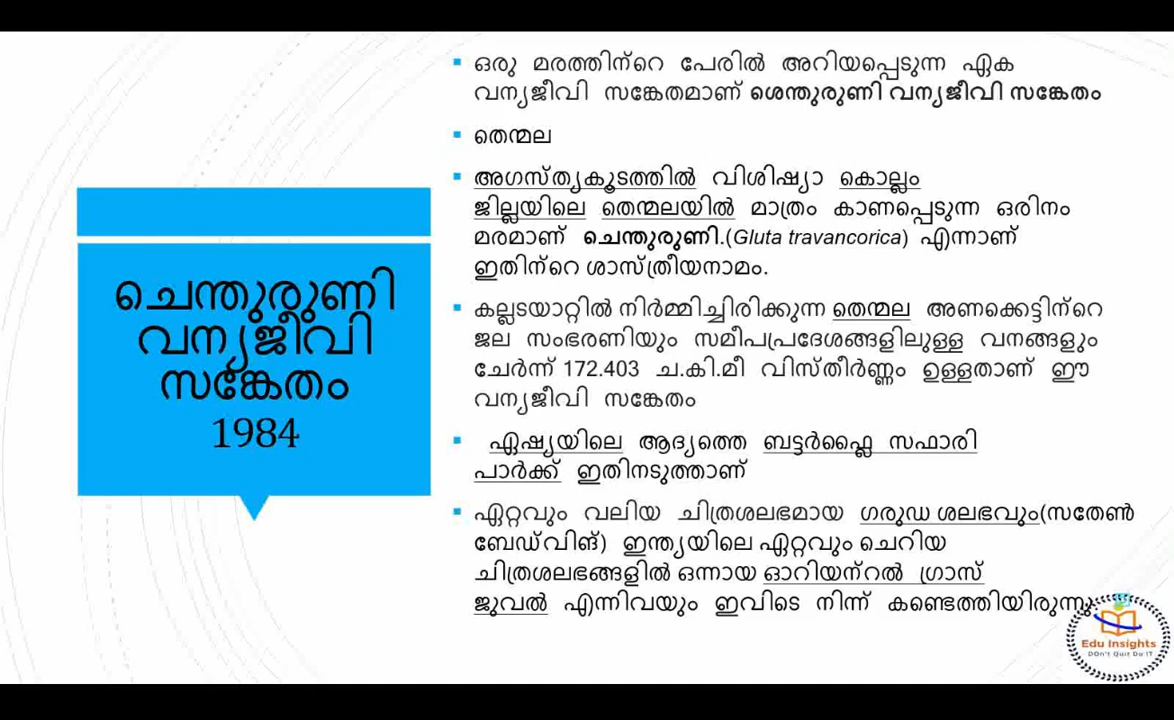 ചെന്തുരുണി
വന്യജീവി
സങ്കേതം
1984
ഒരു മരത്തിന്റെ പേരിൽ അറിയപ്പെടുന്ന ഏക
വന്യജീവി സങ്കേതമാണ് ശെന്തുരുണി വന്യജീവി സങ്കേതം
തെന്മല
അഗസ്ത്യകൂടത്തിൽ വിശിഷ്യാ കൊല്ലം
ജില്ലയിലെ തെന്മലയിൽ മാത്രം കാണപ്പെടുന്ന ഒരിനം
മരമാണ് ചെന്തുരുണി.(Gluta travancorica) എന്നാണ്
ഇതിന്റെ ശാസ്ത്രീയനാമം.
കല്ലടയാറ്റിൽ നിർമ്മിച്ചിരിക്കുന്ന തെന്മല അണക്കെട്ടിന്റെ
ജല സംഭരണിയും സമീപപ്രദേശങ്ങളിലുള്ള വനങ്ങളും
ചേർന്ന് 172.403 ച.കി.മീ വിസ്തീർണ്ണം ഉള്ളതാണ് ഈ
വന്യജീവി സങ്കേതം
ഏഷ്യയിലെ ആദ്യത്തെ ബട്ടർഫ്ലൈ സഫാരി
പാർക്ക് ഇതിനടുത്താണ്
ഏറ്റവും വലിയ ചിത്രശലഭമായ ഗരുഡ ശലഭവും(സതേൺ
ബേഡ്‌വിങ്) ഇന്ത്യയിലെ ഏറ്റവും ചെറിയ
ചിത്രശലഭങ്ങളിൽ ഒന്നായ ഓറിയന്റൽ ഗ്രാസ്
ജുവൽ എന്നിവയും ഇവിടെ നിന്ന് കണ്ടെത്തിയിരുന്നു.
Edu Insights
DOn't Quit Do IT